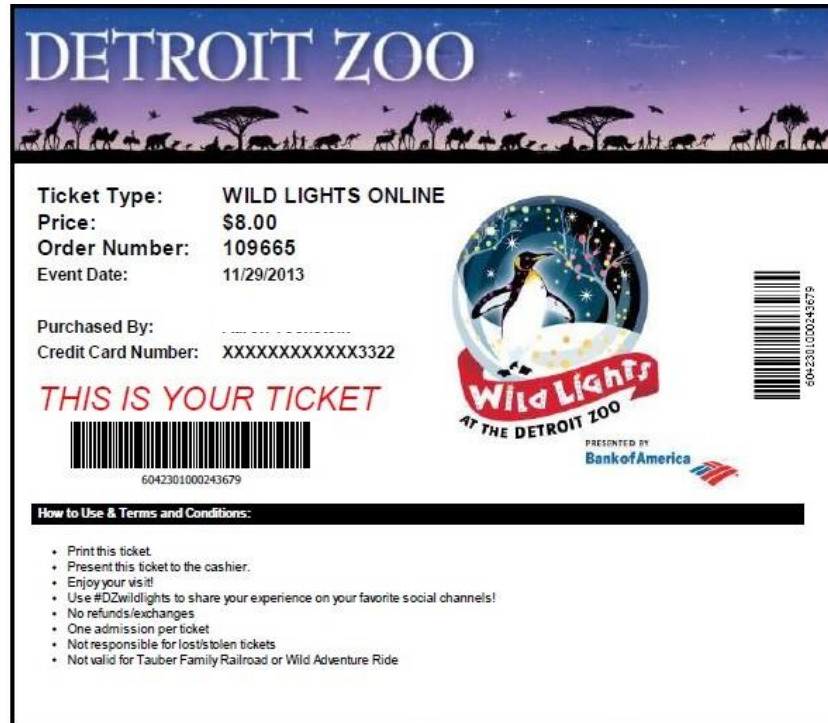 DETROIT ZOO
Ticket Type: WILD LIGHTS ONLINE
Price: $8.00
Order Number: 109665
Event Date: 11/29/2013
Purchased By:
Credit Card Number: XXXXXXXXXXXX3322
THIS IS YOUR TICKET
6042301000243679
Wild Lights
AT THE DETROIT ZOO
PRESENTED BY
Bank of America
6042301000243679
How to Use & Terms and Conditions:
• Print this ticket.
• Present this ticket to the cashier.
• Enjoy your visit!
• Use #DZwildlights to share your experience on your favorite social channels!
• No refunds/exchanges
• One admission per ticket
• Not responsible for lost/stolen tickets
• Not valid for Tauber Family Railroad or Wild Adventure Ride